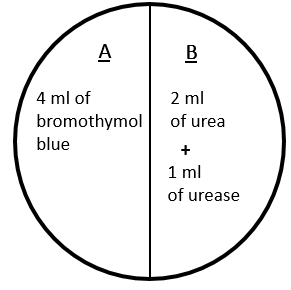 A
4 ml of
bromothymol
blue
B
2 ml
of urea
+
1 ml
of urease